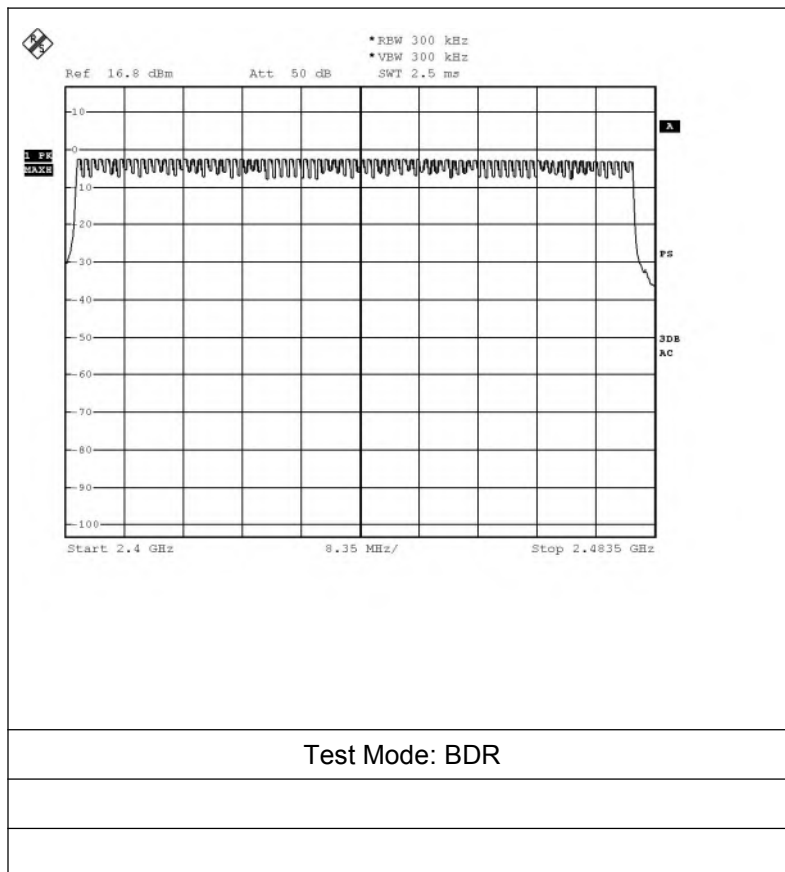 R S
*RBW 300 kHz
*VBW 300 kHz
Ref 16.8 dBm Att 50 dB SWT 2.5 ms
10
A
0
1 PK
MAXH
-10
-20
-30
PS
-40
-50
3DB
AC
-60
-70
-80
-90
-100
Start 2.4 GHz 8.35 MHz/ Stop 2.4835 GHz
Test Mode: BDR